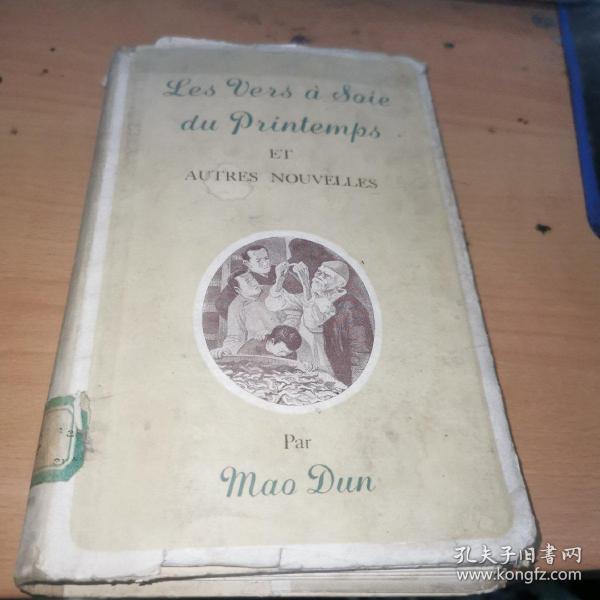 Les Vers à Soie
du Printemps
ET
AUTRES NOUVELLES
Par
Mao Dun
孔夫子旧书网
www.kongfz.com